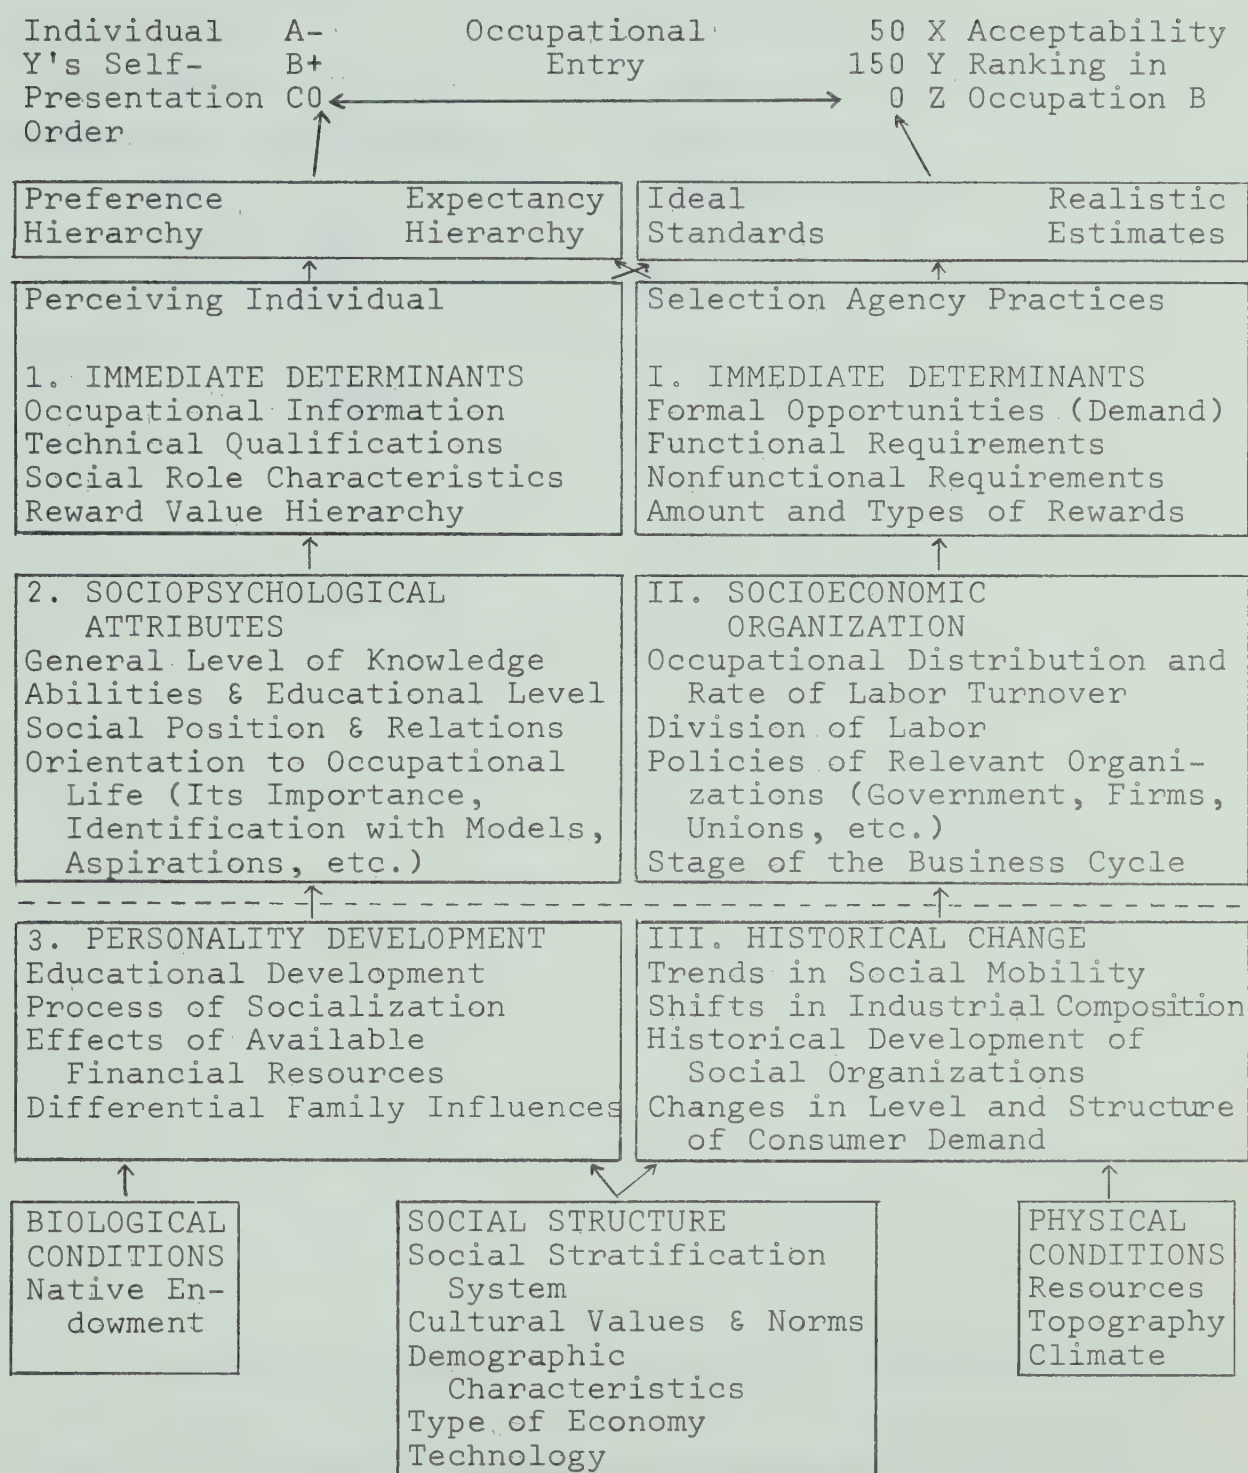 Individual A- Occupational 50 X Acceptability
Y's Self- B+ Entry 150 Y Ranking in
Presentation C0 0 Z Occupation B
Order
Preference Expectancy
Hierarchy Hierarchy
Ideal Realistic
Standards Estimates
Perceiving Individual
1. IMMEDIATE DETERMINANTS
Occupational Information
Technical Qualifications
Social Role Characteristics
Reward Value Hierarchy
Selection Agency Practices
I. IMMEDIATE DETERMINANTS
Formal Opportunities (Demand)
Functional Requirements
Nonfunctional Requirements
Amount and Types of Rewards
2. SOCIOPSYCHOLOGICAL
ATTRIBUTES
General Level of Knowledge
Abilities & Educational Level
Social Position & Relations
Orientation to Occupational
Life (Its Importance,
Identification with Models,
Aspirations, etc.)
II. SOCIOECONOMIC
ORGANIZATION
Occupational Distribution and
Rate of Labor Turnover
Division of Labor
Policies of Relevant Organi-
zations (Government, Firms,
Unions, etc.)
Stage of the Business Cycle
3. PERSONALITY DEVELOPMENT
Educational Development
Process of Socialization
Effects of Available
Financial Resources
Differential Family Influences
III. HISTORICAL CHANGE
Trends in Social Mobility
Shifts in Industrial Composition
Historical Development of
Social Organizations
Changes in Level and Structure
of Consumer Demand
BIOLOGICAL
CONDITIONS
Native En-
dowment
SOCIAL STRUCTURE
Social Stratification
System
Cultural Values & Norms
Demographic
Characteristics
Type of Economy
Technology
PHYSICAL
CONDITIONS
Resources
Topography
Climate